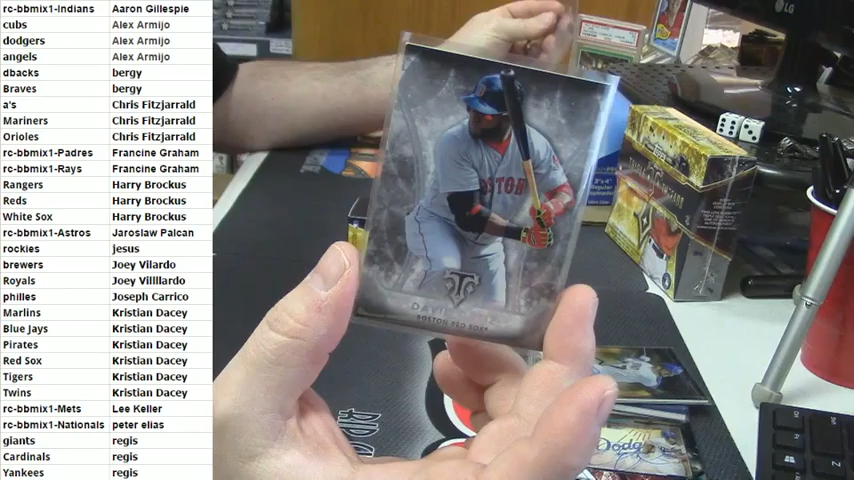 rc-bbmix1-Indians Aaron Gillespie
cubs Alex Armijo
dodgers Alex Armijo
angels Alex Armijo
dbacks bergy
Braves bergy
a's Chris Fitzjarrald
Mariners Chris Fitzjarrald
Orioles Chris Fitzjarrald
rc-bbmix1-Padres Francine Graham
rc-bbmix1-Rays Francine Graham
Rangers Harry Brockus
Reds Harry Brockus
White Sox Harry Brockus
rc-bbmix1-Astros Jaroslaw Palcan
rockies jesus
brewers Joey Vilardo
Royals Joey Villllardo
philles Joseph Carrico
Marlins Kristian Dacey
Blue Jays Kristian Dacey
Pirates Kristian Dacey
Red Sox Kristian Dacey
Tigers Kristian Dacey
Twins Kristian Dacey
rc-bbmix1-Mets Lee Keller
rc-bbmix1-Nationals peter elias
giants regis
Cardinals regis
Yankees regis
LG
BOSTON
BOSTON RED SOX
Dodg